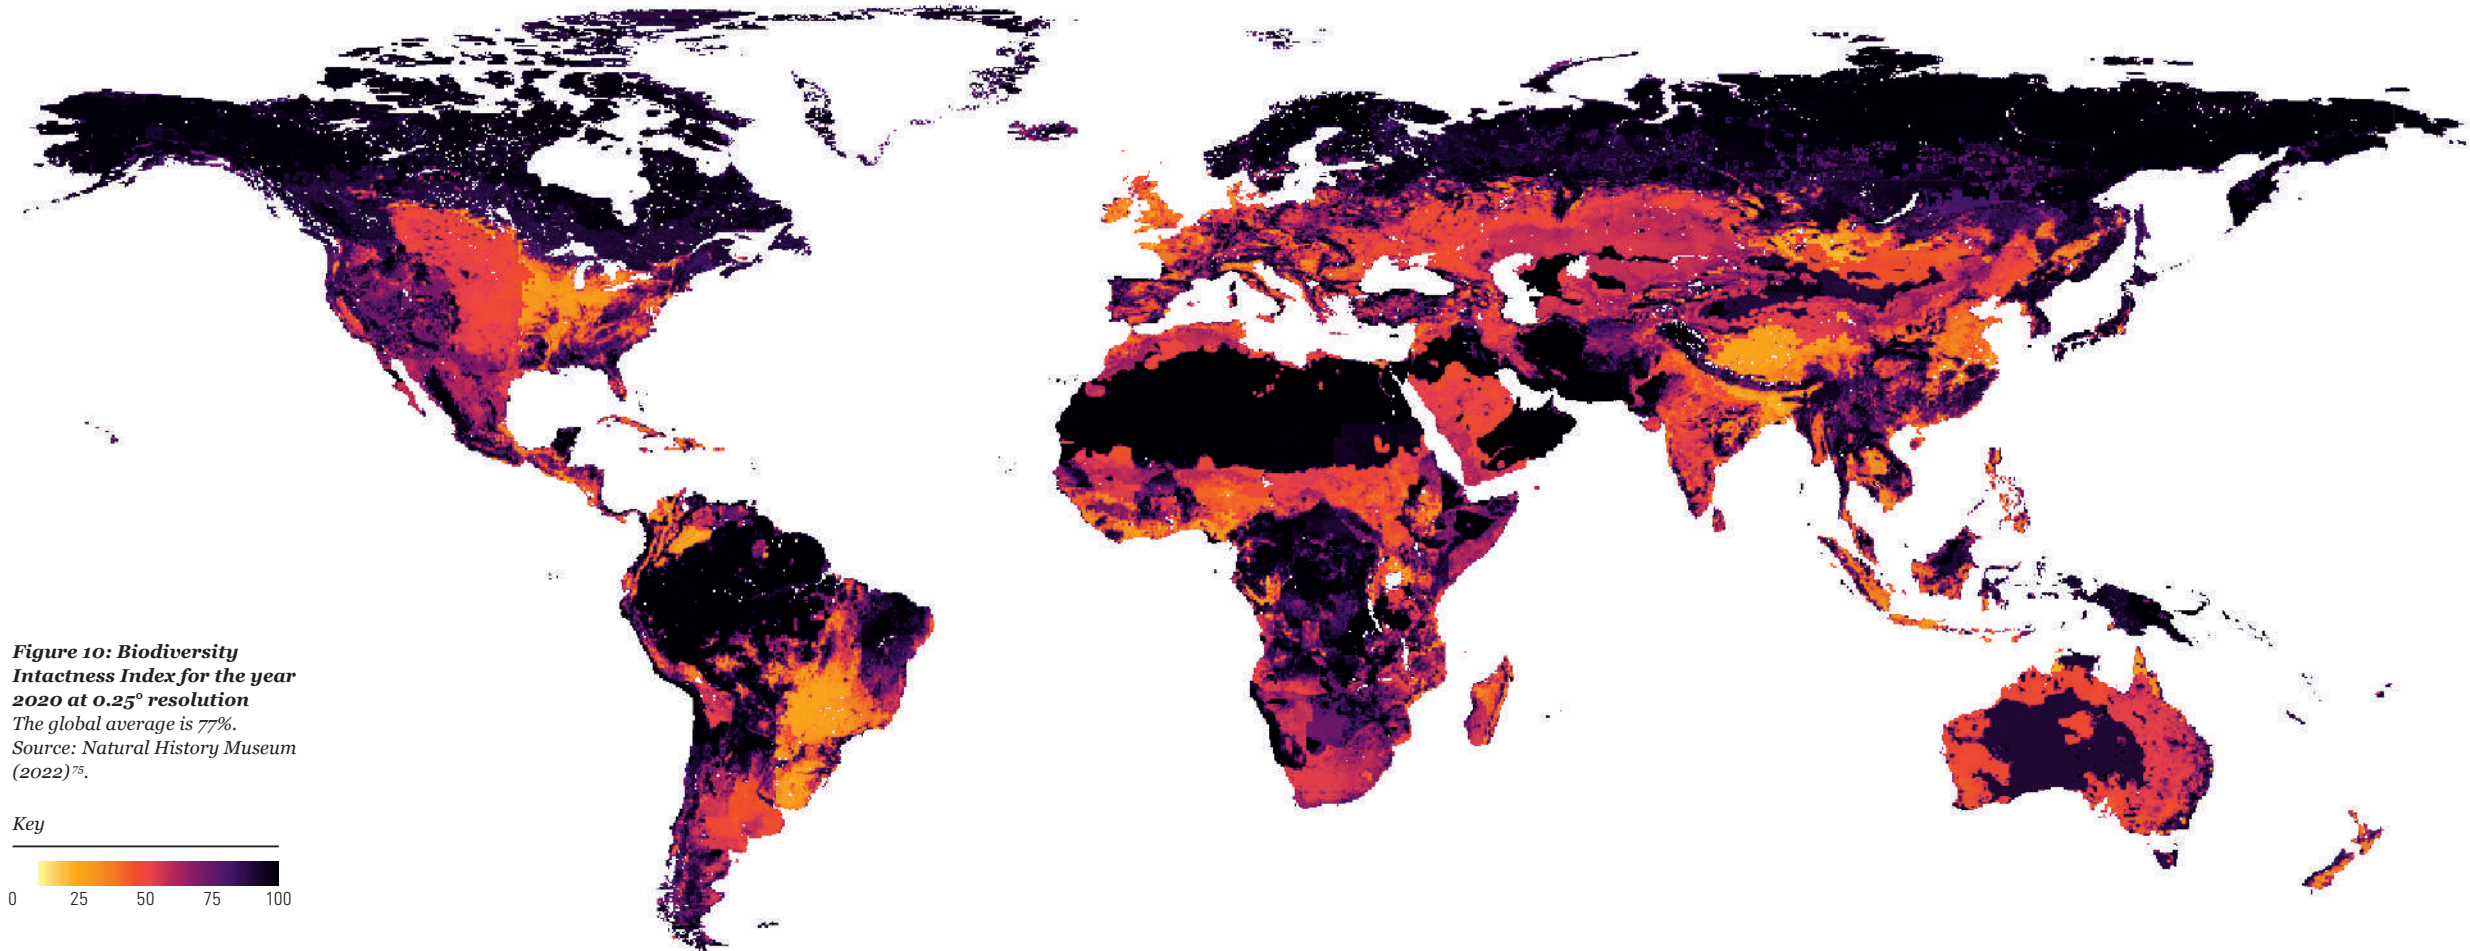 Figure 10: Biodiversity
Intactness Index for the year
2020 at 0.25° resolution
The global average is 77%.
Source: Natural History Museum
(2022)75.
Key
0 25 50 75 100